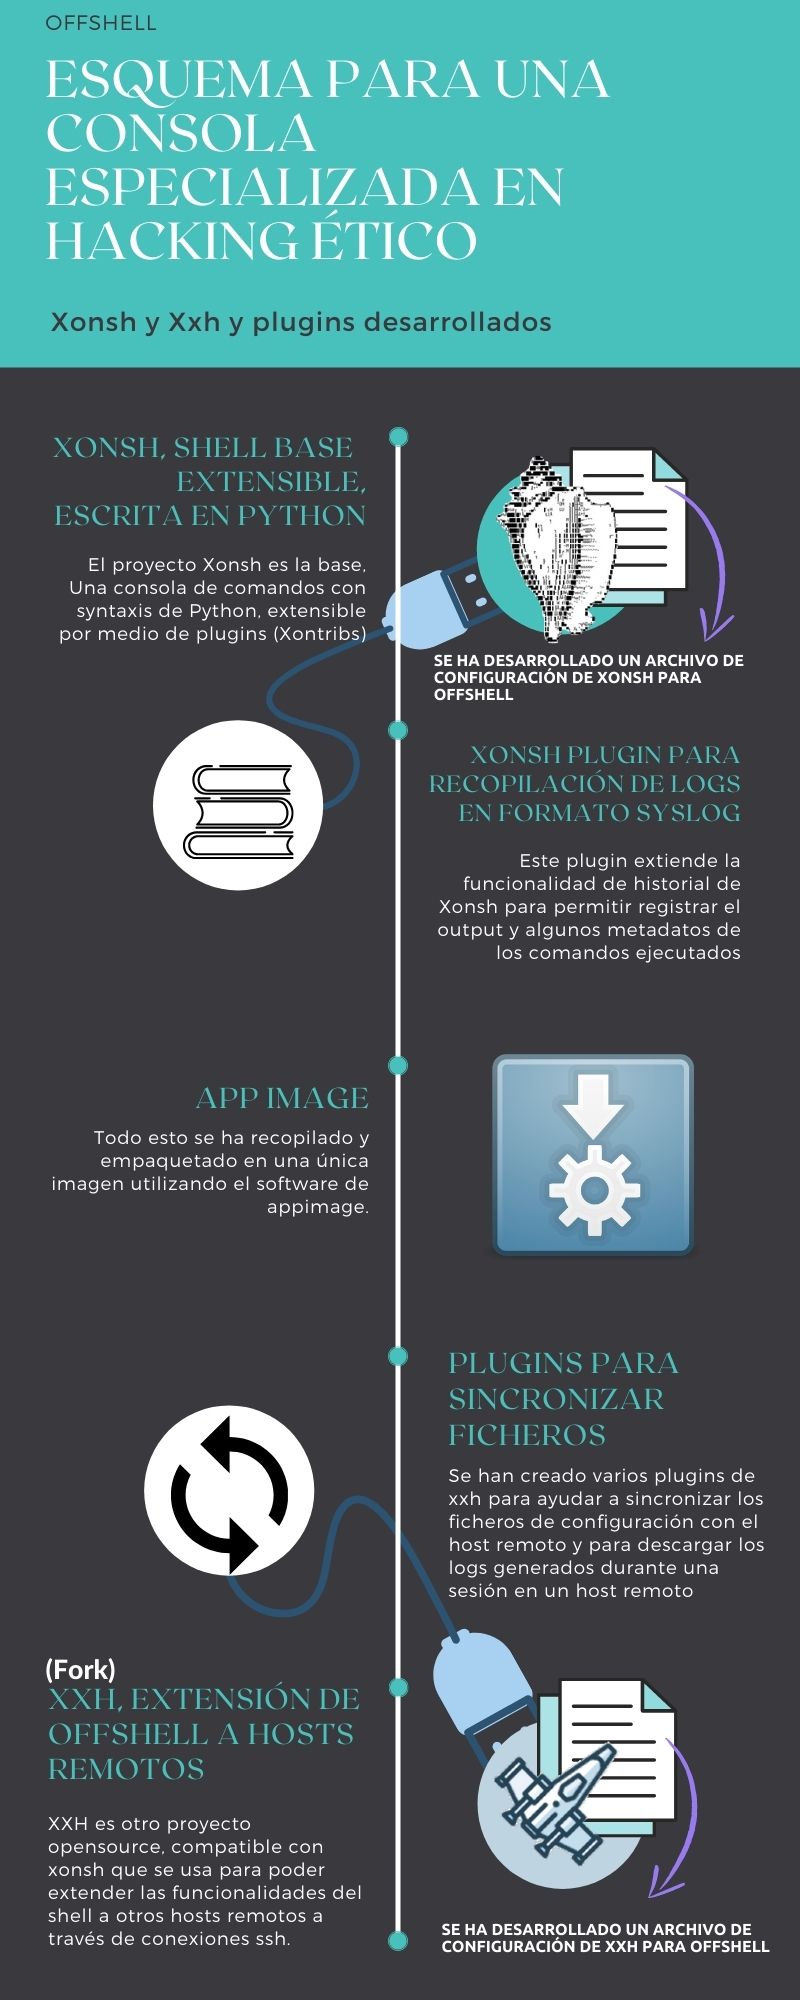 OFFSHELL
ESQUEMA PARA UNA
CONSOLA
ESPECIALIZADA EN
HACKING ÉTICO
Xonsh y Xxh y plugins desarrollados
XONSH, SHELL BASE
EXTENSIBLE,
ESCRITA EN PYTHON
El proyecto Xonsh es la base,
Una consola de comandos con
syntaxis de Python, extensible
por medio de plugins (Xontribs)
SE HA DESARROLLADO UN ARCHIVO DE
CONFIGURACIÓN DE XONSH PARA
OFFSHELL
XONSH PLUGIN PARA
RECOPILACIÓN DE LOGS
EN FORMATO SYSLOG
Este plugin extiende la
funcionalidad de historial de
Xonsh para permitir registrar el
output y algunos metadatos de
los comandos ejecutados
APP IMAGE
Todo esto se ha recopilado y
empaquetado en una única
imagen utilizando el software de
appimage.
PLUGINS PARA
SINCRONIZAR
FICHEROS
Se han creado varios plugins de
xxh para ayudar a sincronizar los
ficheros de configuración con el
host remoto y para descargar los
logs generados durante una
sesión en un host remoto
(Fork)
XXH, EXTENSIÓN DE
OFFSHELL A HOSTS
REMOTOS
XXH es otro proyecto
opensource, compatible con
xonsh que se usa para poder
extender las funcionalidades del
shell a otros hosts remotos a
través de conexiones ssh.
SE HA DESARROLLADO UN ARCHIVO DE
CONFIGURACIÓN DE XXH PARA OFFSHELL